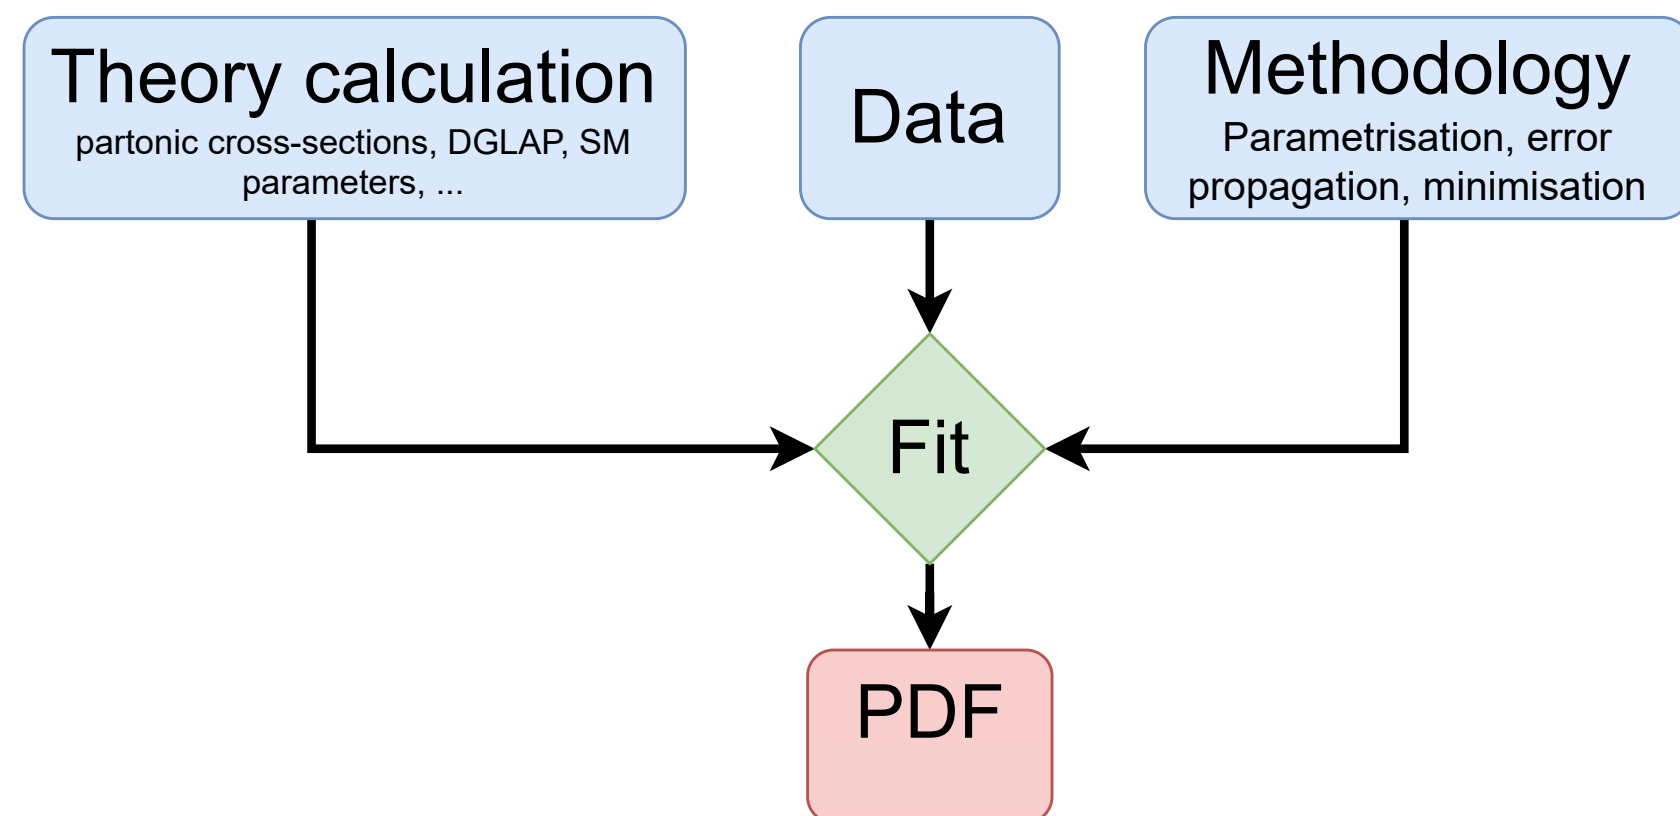 Theory calculation
partonic cross-sections, DGLAP, SM
parameters, ...
Data
Methodology
Parametrisation, error
propagation, minimisation
Fit
PDF